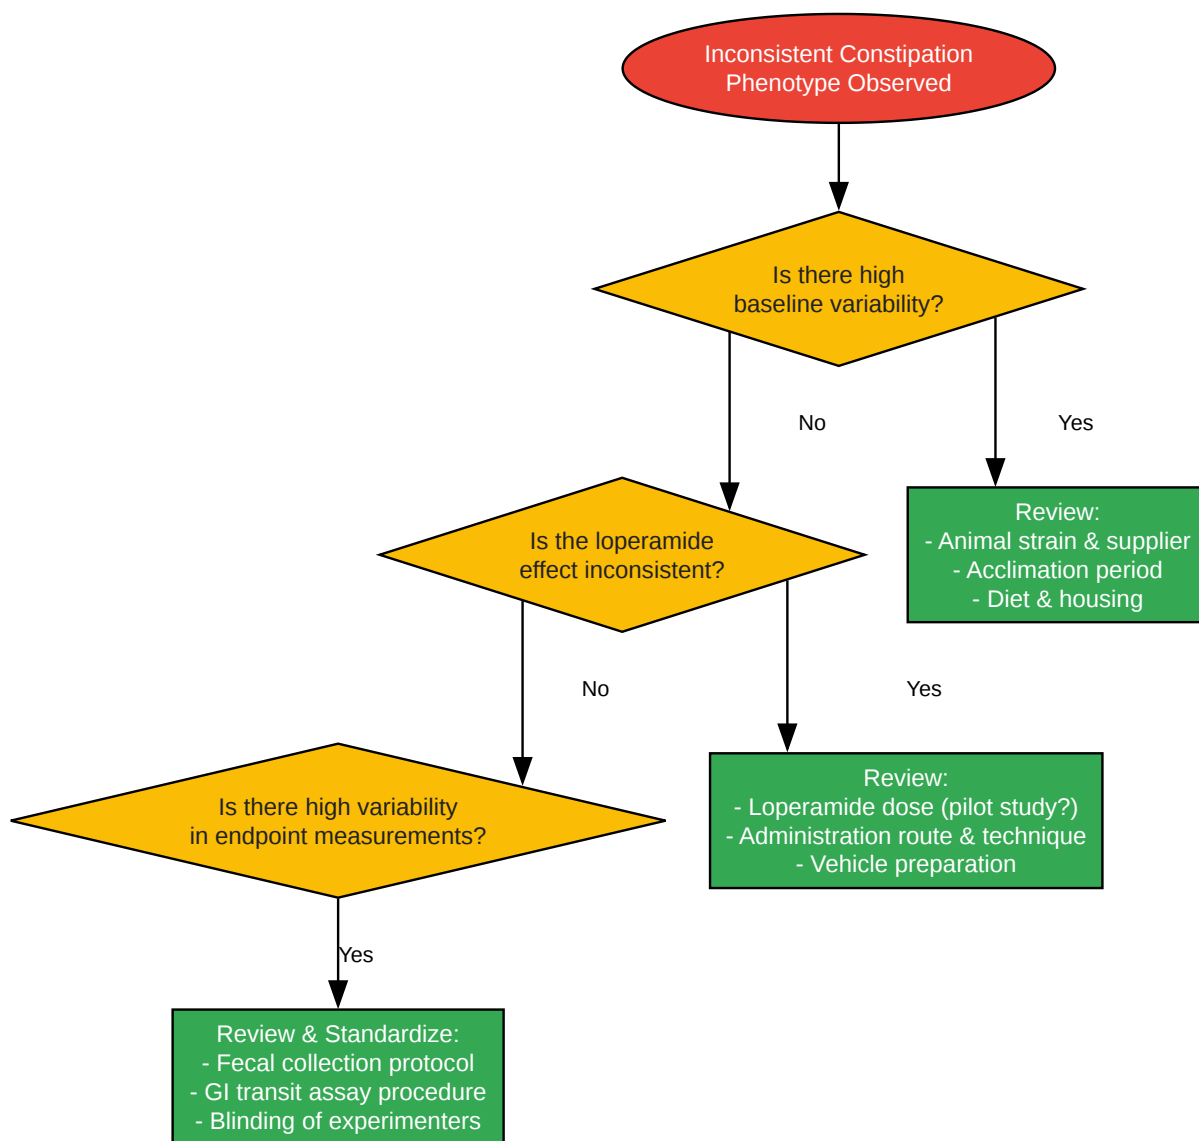 Inconsistent Constipation
Phenotype Observed
Is there high
baseline variability?
No
Yes
Review:
- Animal strain & supplier
- Acclimation period
- Diet & housing
Is the loperamide
effect inconsistent?
No
Yes
Review:
- Loperamide dose (pilot study?)
- Administration route & technique
- Vehicle preparation
Is there high variability
in endpoint measurements?
Yes
Review & Standardize:
- Fecal collection protocol
- GI transit assay procedure
- Blinding of experimenters